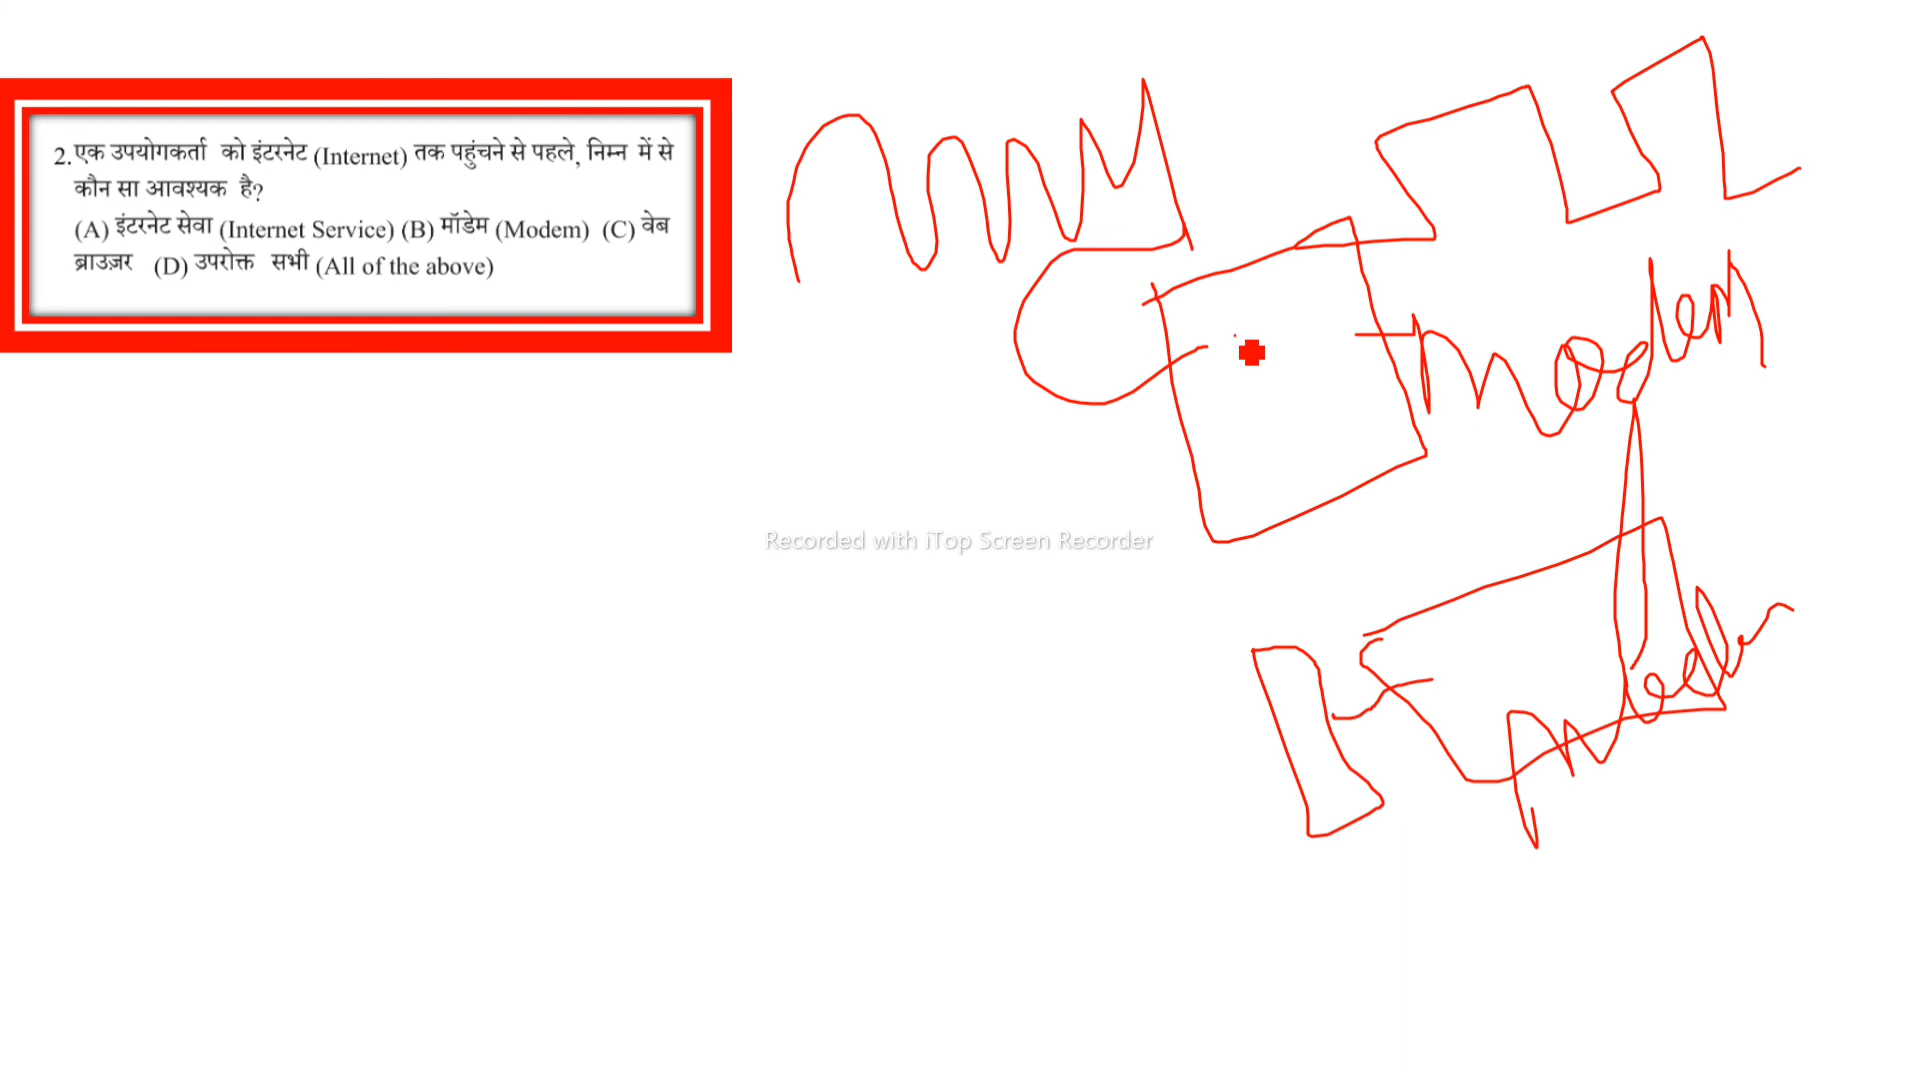 2. एक उपयोगकर्ता को इंटरनेट (Internet) तक पहुंचने से पहले, निम्न में से
कौन सा आवश्यक है?
(A) इंटरनेट सेवा (Internet Service) (B) मॉडेम (Modem) (C) वेब
ब्राउज़र (D) उपरोक्त सभी (All of the above)
modem
Recorded with iTop Screen Recorder